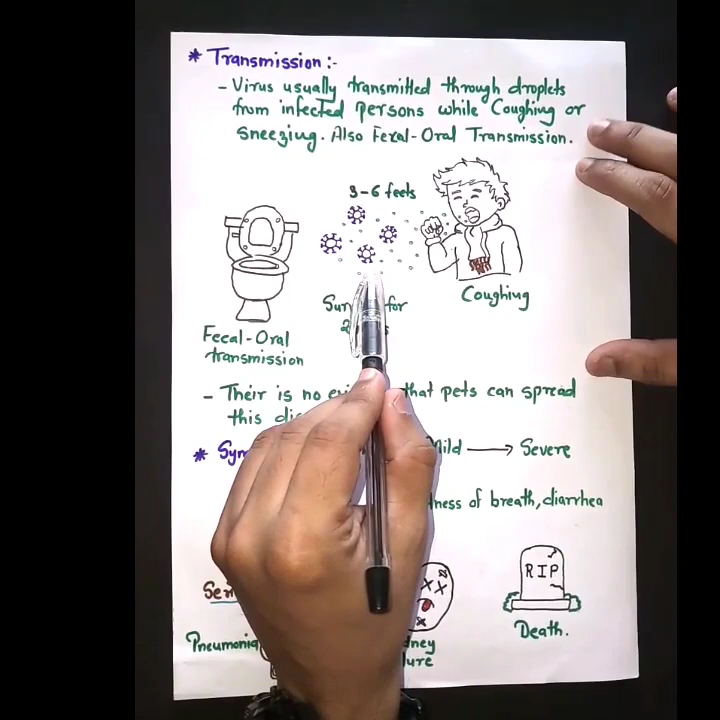 * Transmission :-
- Virus usually transmitted through droplets
from infected persons while Coughing or
sneezing. Also Fecal-Oral Transmission.
3-6 feets
for
Coughing
Fecal-Oral
transmission
- Their is no that pets can spread
this
* Mild → Severe
of breath, diarrhea
RIP
Pneumonia
Death.